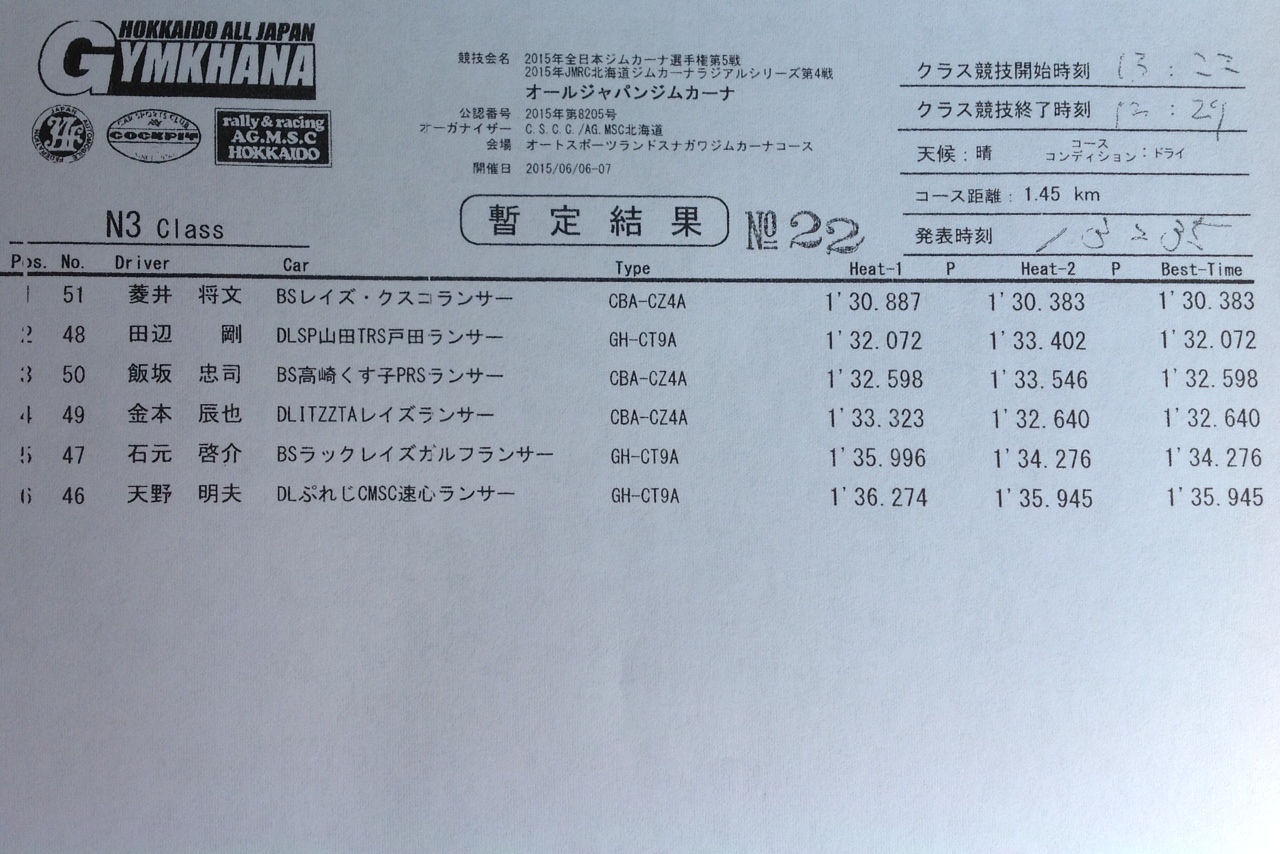 HOKKAIDO ALL JAPAN
GYMKHANA
JAPAN AUTOMOBILE FEDERATION
JAF
CAR SPORTS CLUB
COCKPIT
rally & racing
AG.M.S.C
HOKKAIDO
競技会名 2015年全日本ジムカーナ選手権第5戦
2015年JMRC北海道ジムカーナラジアルシリーズ第4戦
オールジャパンジムカーナ
公認番号 2015年第8205号
オーガナイザー C.S.C.C./AG.MSC北海道
会場 オートスポーツランドスナガワジムカーナコース
開催日 2015/06/06-07
クラス競技開始時刻 13:22
クラス競技終了時刻 :29
天候:晴 コースコンディション:ドライ
コース距離: 1.45 km
発表時刻 13:35
N3 Class
暫定結果
№22
Pos. No. Driver Car Type Heat-1 P Heat-2 P Best-Time
1 51 菱井 将文 BSレイズ・クスコランサー CBA-CZ4A 1'30.887 1'30.383 1'30.383
2 48 田辺 剛 DLSP山田TRS戸田ランサー GH-CT9A 1'32.072 1'33.402 1'32.072
3 50 飯坂 忠司 BS高崎くす子PRSランサー CBA-CZ4A 1'32.598 1'33.546 1'32.598
4 49 金本 辰也 DLITZZTAレイズランサー CBA-CZ4A 1'33.323 1'32.640 1'32.640
5 47 石元 啓介 BSラックレイズガルフランサー GH-CT9A 1'35.996 1'34.276 1'34.276
6 46 天野 明夫 DLぷれじCMSC速心ランサー GH-CT9A 1'36.274 1'35.945 1'35.945